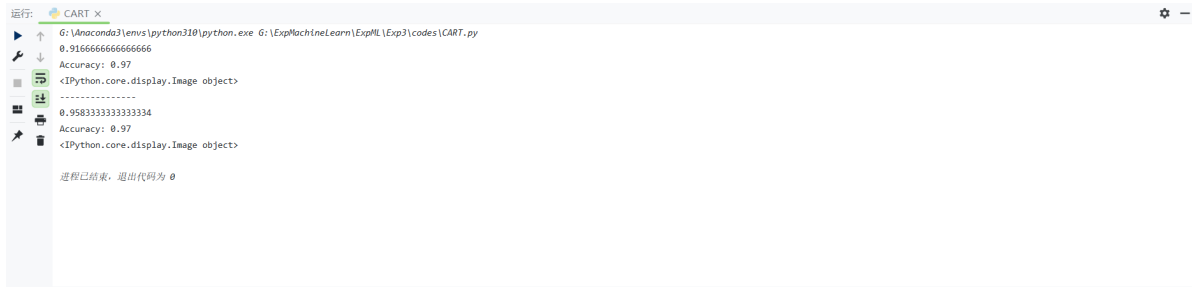 运行: CART ×
G:\Anaconda3\envs\python310\python.exe G:\ExpMachineLearn\ExpML\Exp3\codes\CART.py
0.9166666666666666
Accuracy: 0.97
<IPython.core.display.Image object>
---------------
0.9583333333333334
Accuracy: 0.97
<IPython.core.display.Image object>
进程已结束，退出代码为 0